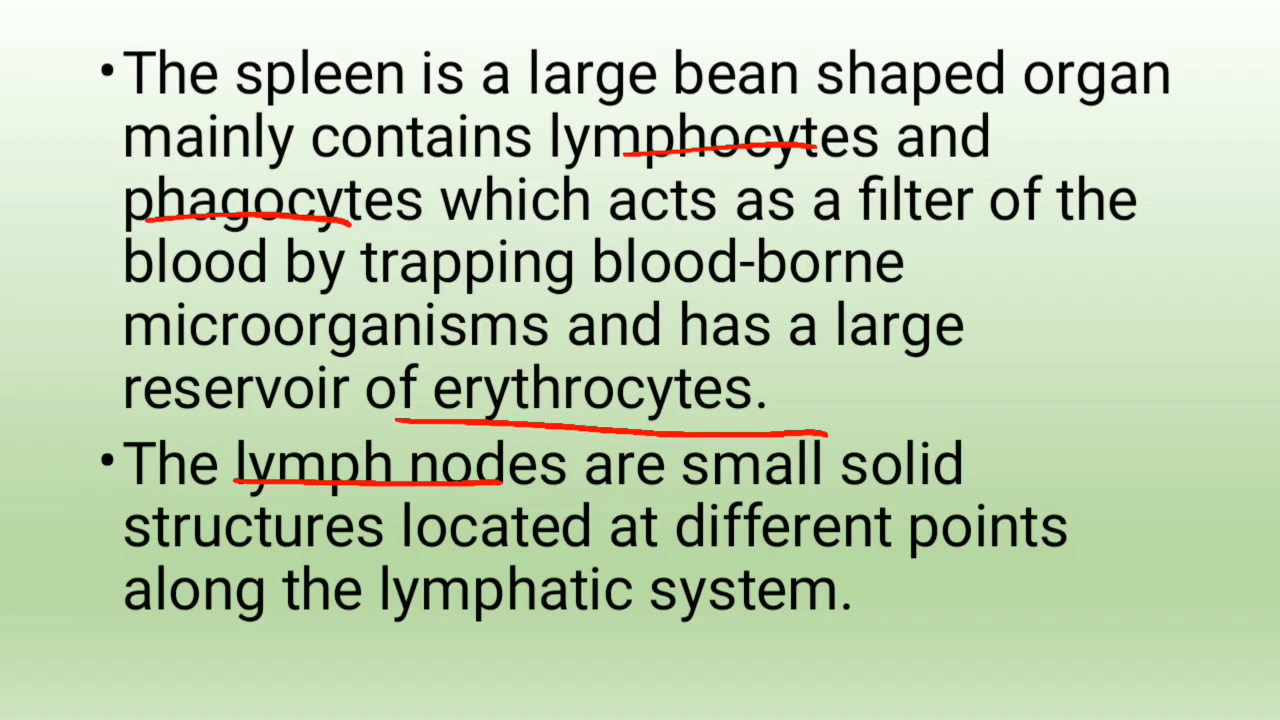 •The spleen is a large bean shaped organ
mainly contains lymphocytes and
phagocytes which acts as a filter of the
blood by trapping blood-borne
microorganisms and has a large
reservoir of erythrocytes.
•The lymph nodes are small solid
structures located at different points
along the lymphatic system.